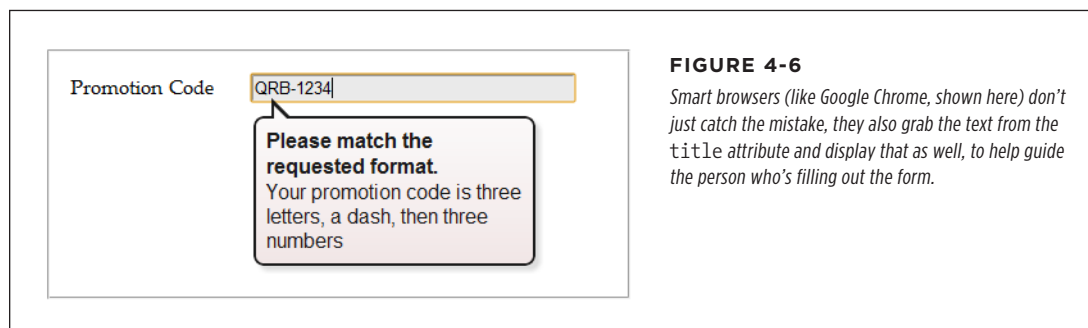 Promotion Code
QRB-1234
Please match the
requested format.
Your promotion code is three
letters, a dash, then three
numbers
FIGURE 4-6
Smart browsers (like Google Chrome, shown here) don't
just catch the mistake, they also grab the text from the
title attribute and display that as well, to help guide
the person who's filling out the form.